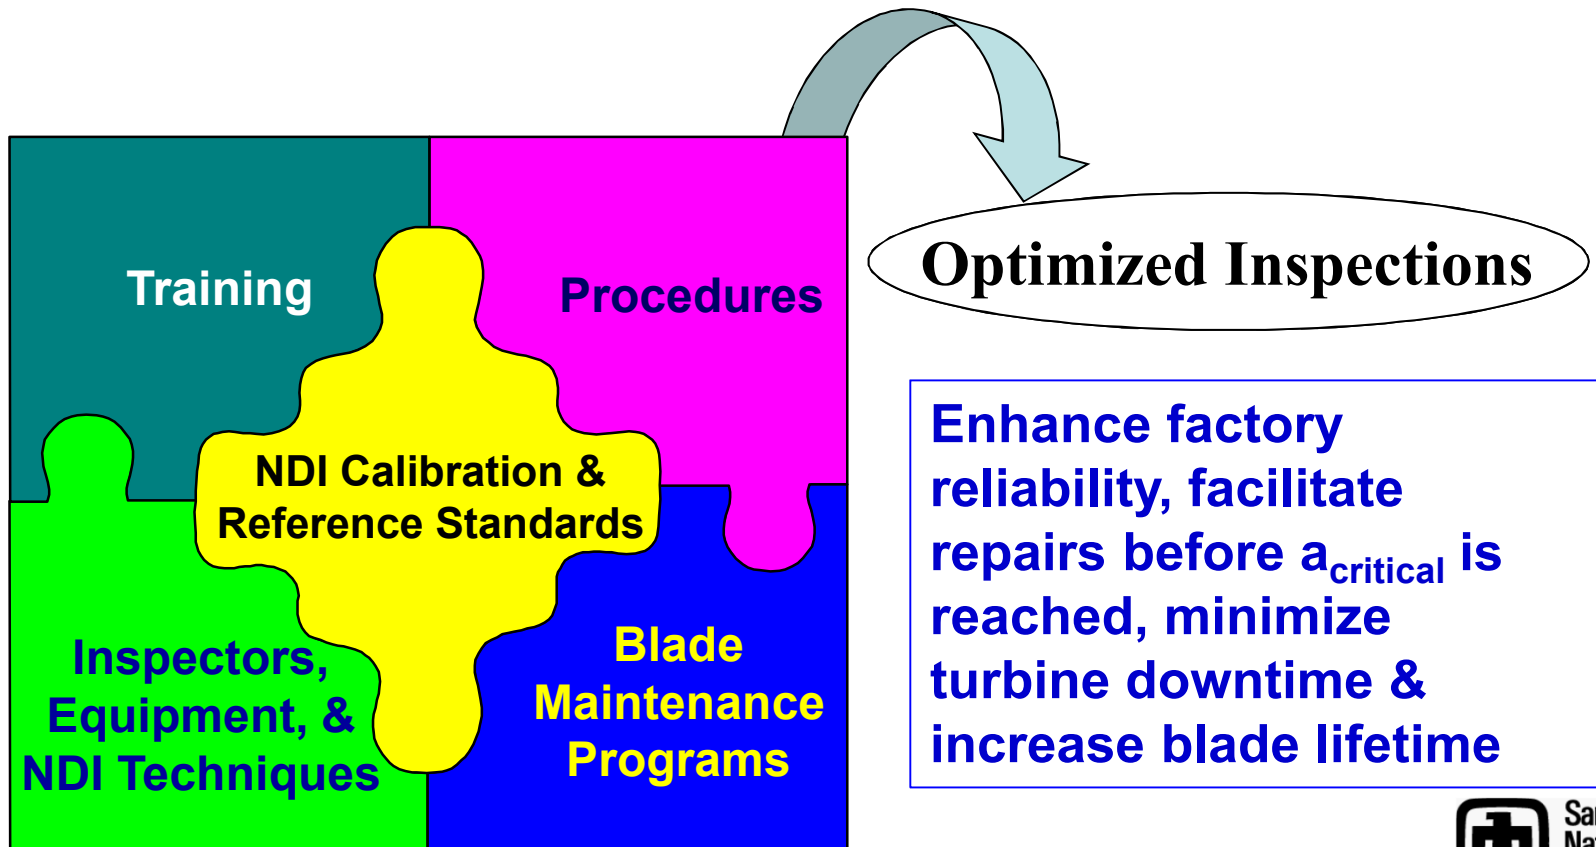 Training
Procedures
Optimized Inspections
NDI Calibration &
Reference Standards
Inspectors,
Equipment, &
NDI Techniques
Blade
Maintenance
Programs
Enhance factory
reliability, facilitate
repairs before a_critical is
reached, minimize
turbine downtime &
increase blade lifetime